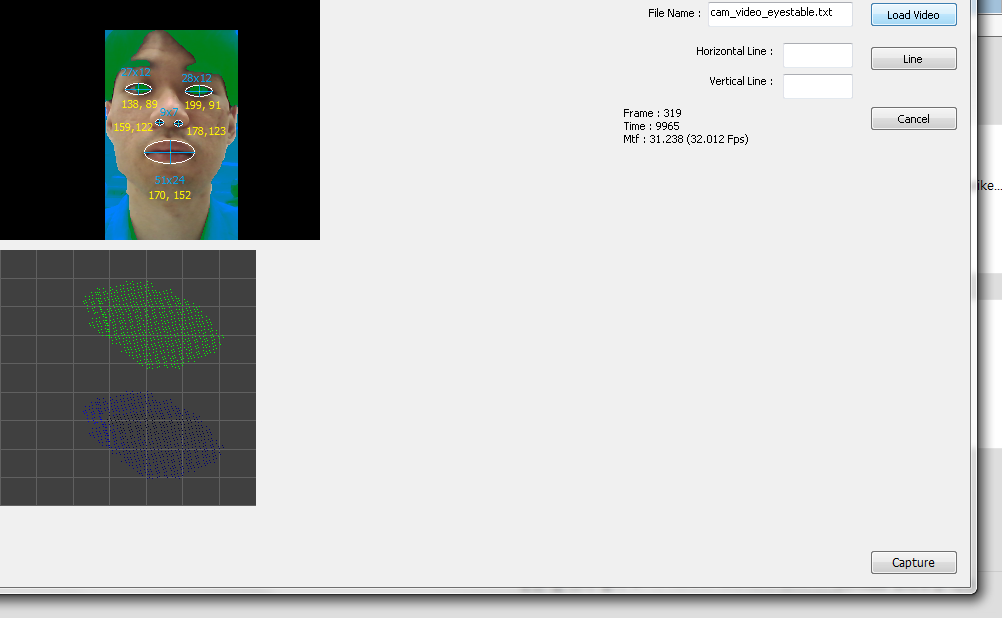 File Name : cam_video_eyestable.txt Load Video
Horizontal Line : Line
Vertical Line :
Frame : 319
Time : 9965
Mtf : 31.238 (32.012 Fps)
Cancel
27x12 28x12
138, 89 199, 91
9x7
159,122 178,123
51x24
170, 152
ike...
Capture